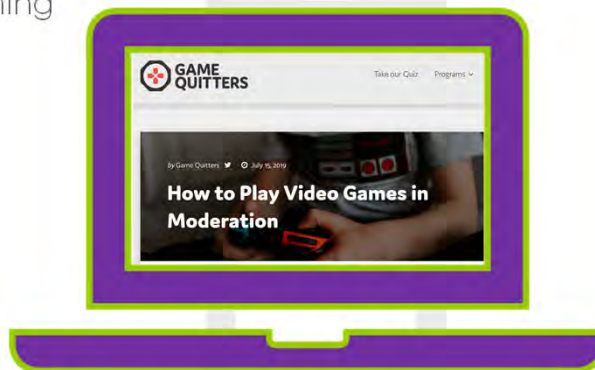 GAME
QUITTERS
Take our Quiz Programs
by Game Quitters July 15, 2019
How to Play Video Games in
Moderation